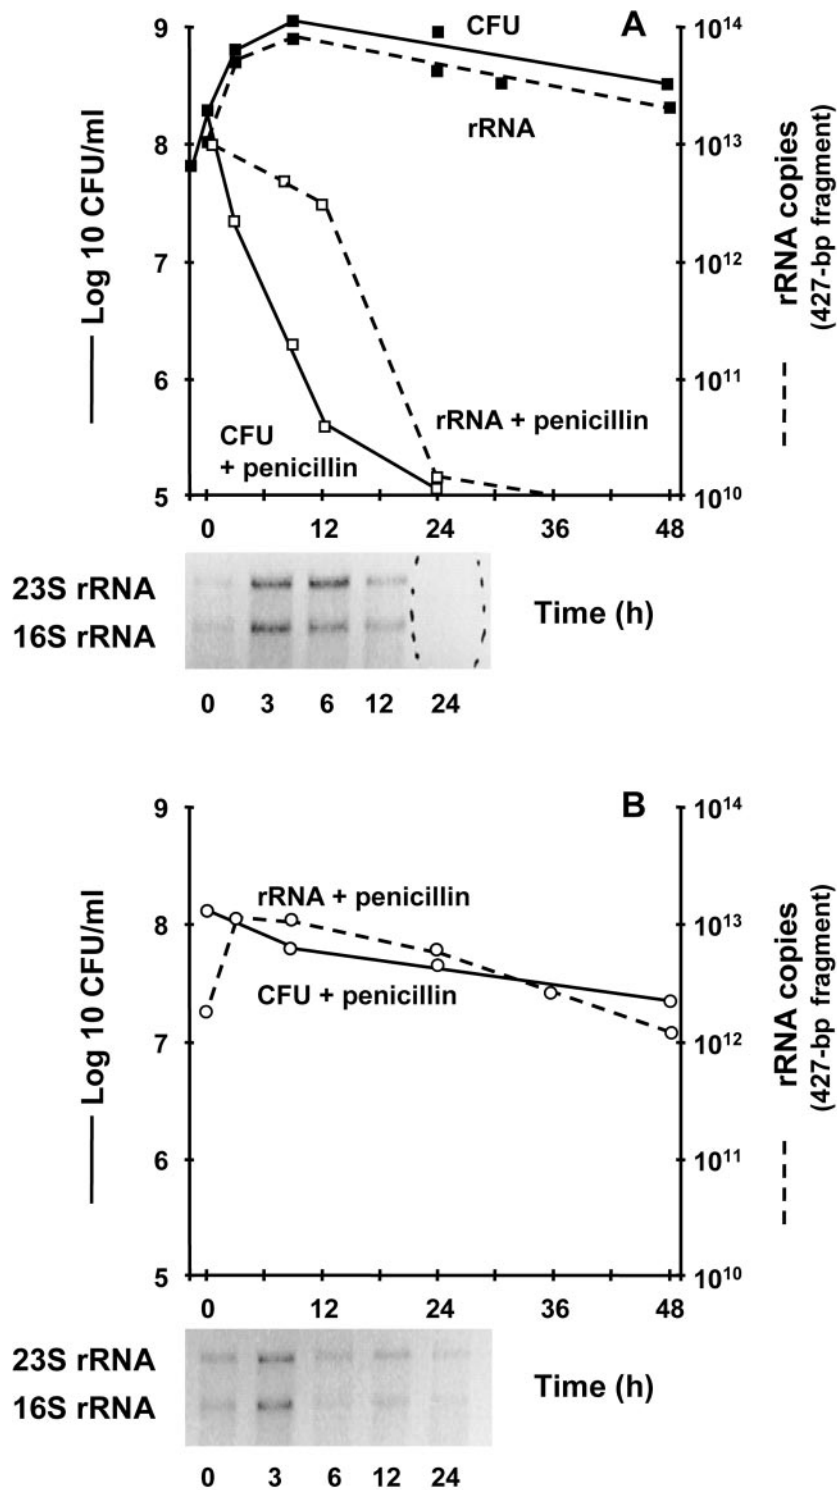 A
9
8
7
6
5
Log 10 CFU/ml
CFU
rRNA
CFU
+ penicillin
rRNA + penicillin
10¹⁴
10¹³
10¹²
10¹¹
10¹⁰
rRNA copies
(427-bp fragment)
0 12 24 36 48
23S rRNA
16S rRNA
Time (h)
0 3 6 12 24
B
9
8
7
6
5
Log 10 CFU/ml
rRNA + penicillin
CFU + penicillin
10¹⁴
10¹³
10¹²
10¹¹
10¹⁰
rRNA copies
(427-bp fragment)
0 12 24 36 48
23S rRNA
16S rRNA
Time (h)
0 3 6 12 24